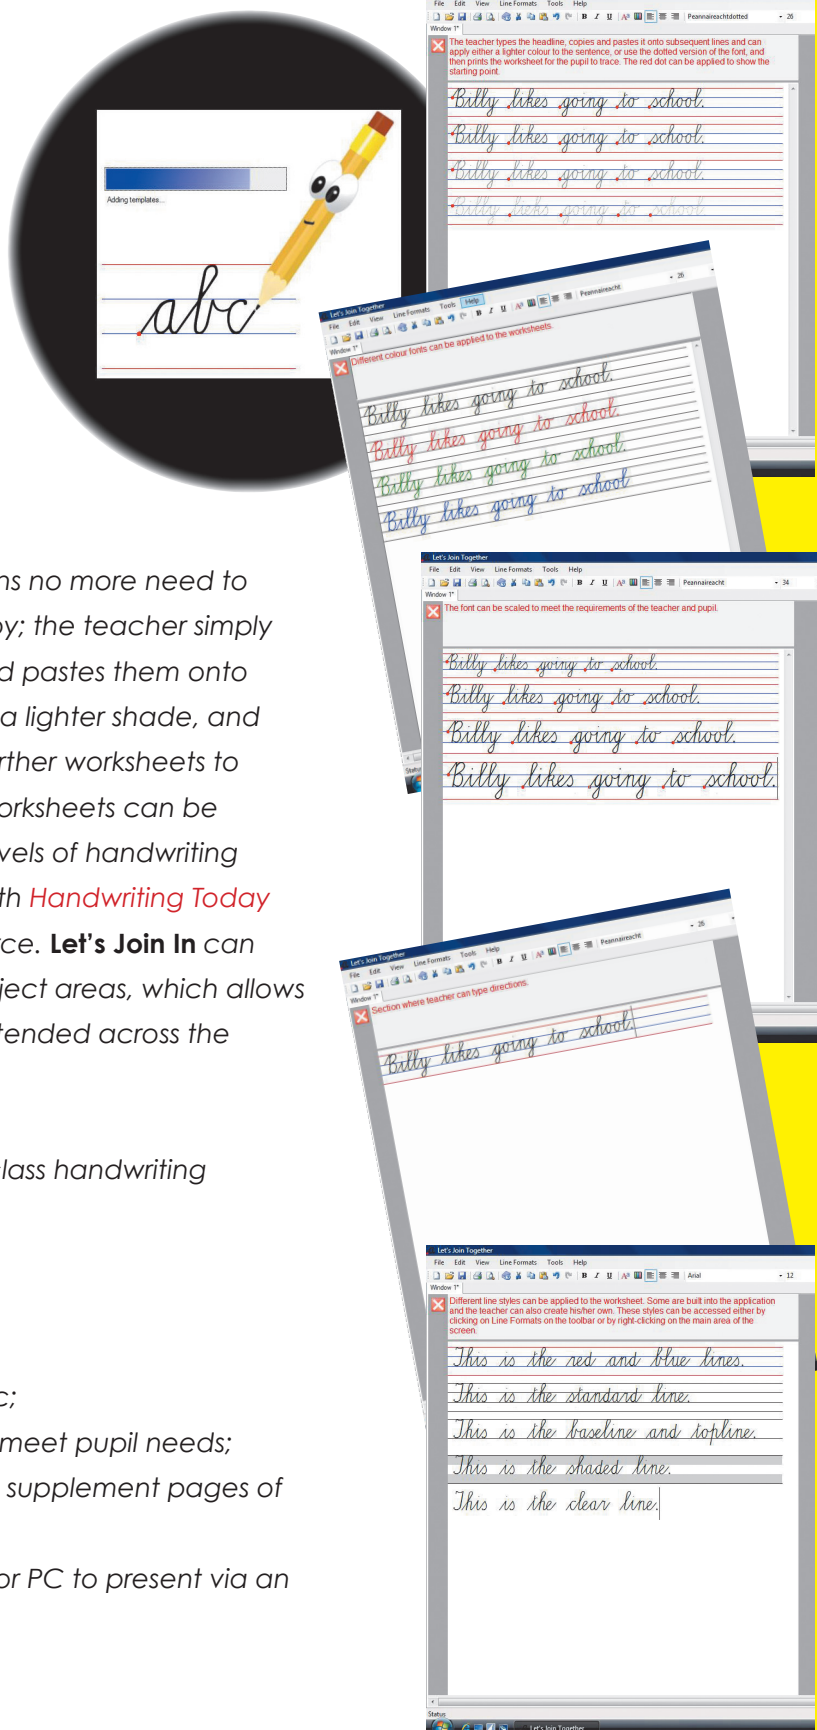 File Edit View Line Formats Tools Help
B I U Peannaireachtdotted 26
Window 1*
The teacher types the headline, copies and pastes it onto subsequent lines and can
apply either a lighter colour to the sentence, or use the dotted version of the font, and
then prints the worksheet for the pupil to trace. The red dot can be applied to show the
starting point.
Billy likes going to school.
Billy likes going to school.
Billy likes going to school.
Billy lieks going to school.
Adding templates...
abc
Let's Join Together
File Edit View Line Formats Tools Help
B I U Peannaireacht 26
Window 1*
Different colour fonts can be applied to the worksheets.
Billy likes going to school.
Billy likes going to school.
Billy likes going to school.
Billy likes going to school
Status
ns no more need to
by; the teacher simply
d pastes them onto
a lighter shade, and
rther worksheets to
orksheets can be
vels of handwriting
th Handwriting Today
rce. Let's Join In can
ject areas, which allows
tended across the
lass handwriting
c;
meet pupil needs;
supplement pages of
or PC to present via an
Let's Join Together
File Edit View Line Formats Tools Help
B I U Peannaireacht 34
Window 1*
The font can be scaled to meet the requirements of the teacher and pupil.
Billy likes going to school.
Billy likes going to school.
Billy likes going to school.
Billy likes going to school.
Let's Join Together
File Edit View Line Formats Tools Help
B I U Peannaireacht 26
Window 1*
Section where teacher can type directions.
Billy likes going to school.
Let's Join Together
File Edit View Line Formats Tools Help
B I U Arial 12
Window 1*
Different line styles can be applied to the worksheet. Some are built into the application
and the teacher can also create his/her own. These styles can be accessed either by
clicking on Line Formats on the toolbar or by right-clicking on the main area of the
screen.
This is the red and blue lines.
This is the standard line.
This is the baseline and topline.
This is the shaded line.
This is the clear line.
Status
Let's Join Together